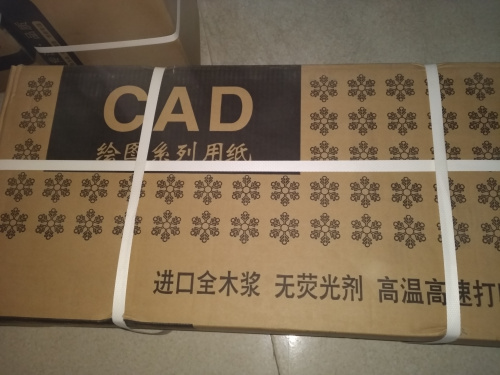 CAD
绘图系列用纸
进口全木浆 无荧光剂 高温高速打